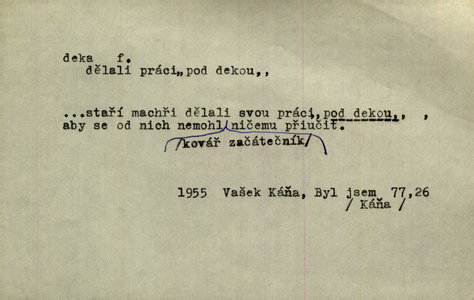 deka f.
dělali práci„pod dekou„
...staří machři dělali svou práci„pod dekou„ ,
aby se od nich nemohl ničemu přiučit.
/kovář začátečník/
1955 Vašek Káňa, Byl jsem 77,26
/ Káňa /